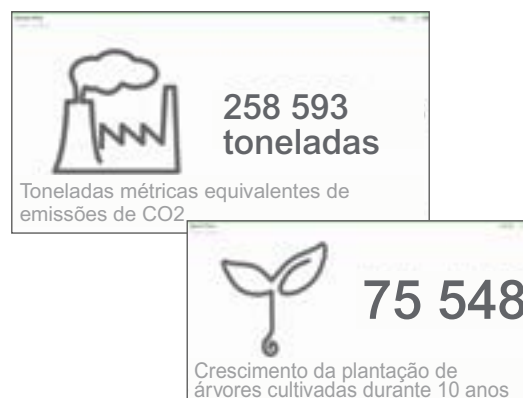 258 593
toneladas
Toneladas métricas equivalentes de
emissões de CO2
75 548
Crescimento da plantação de
árvores cultivadas durante 10 anos